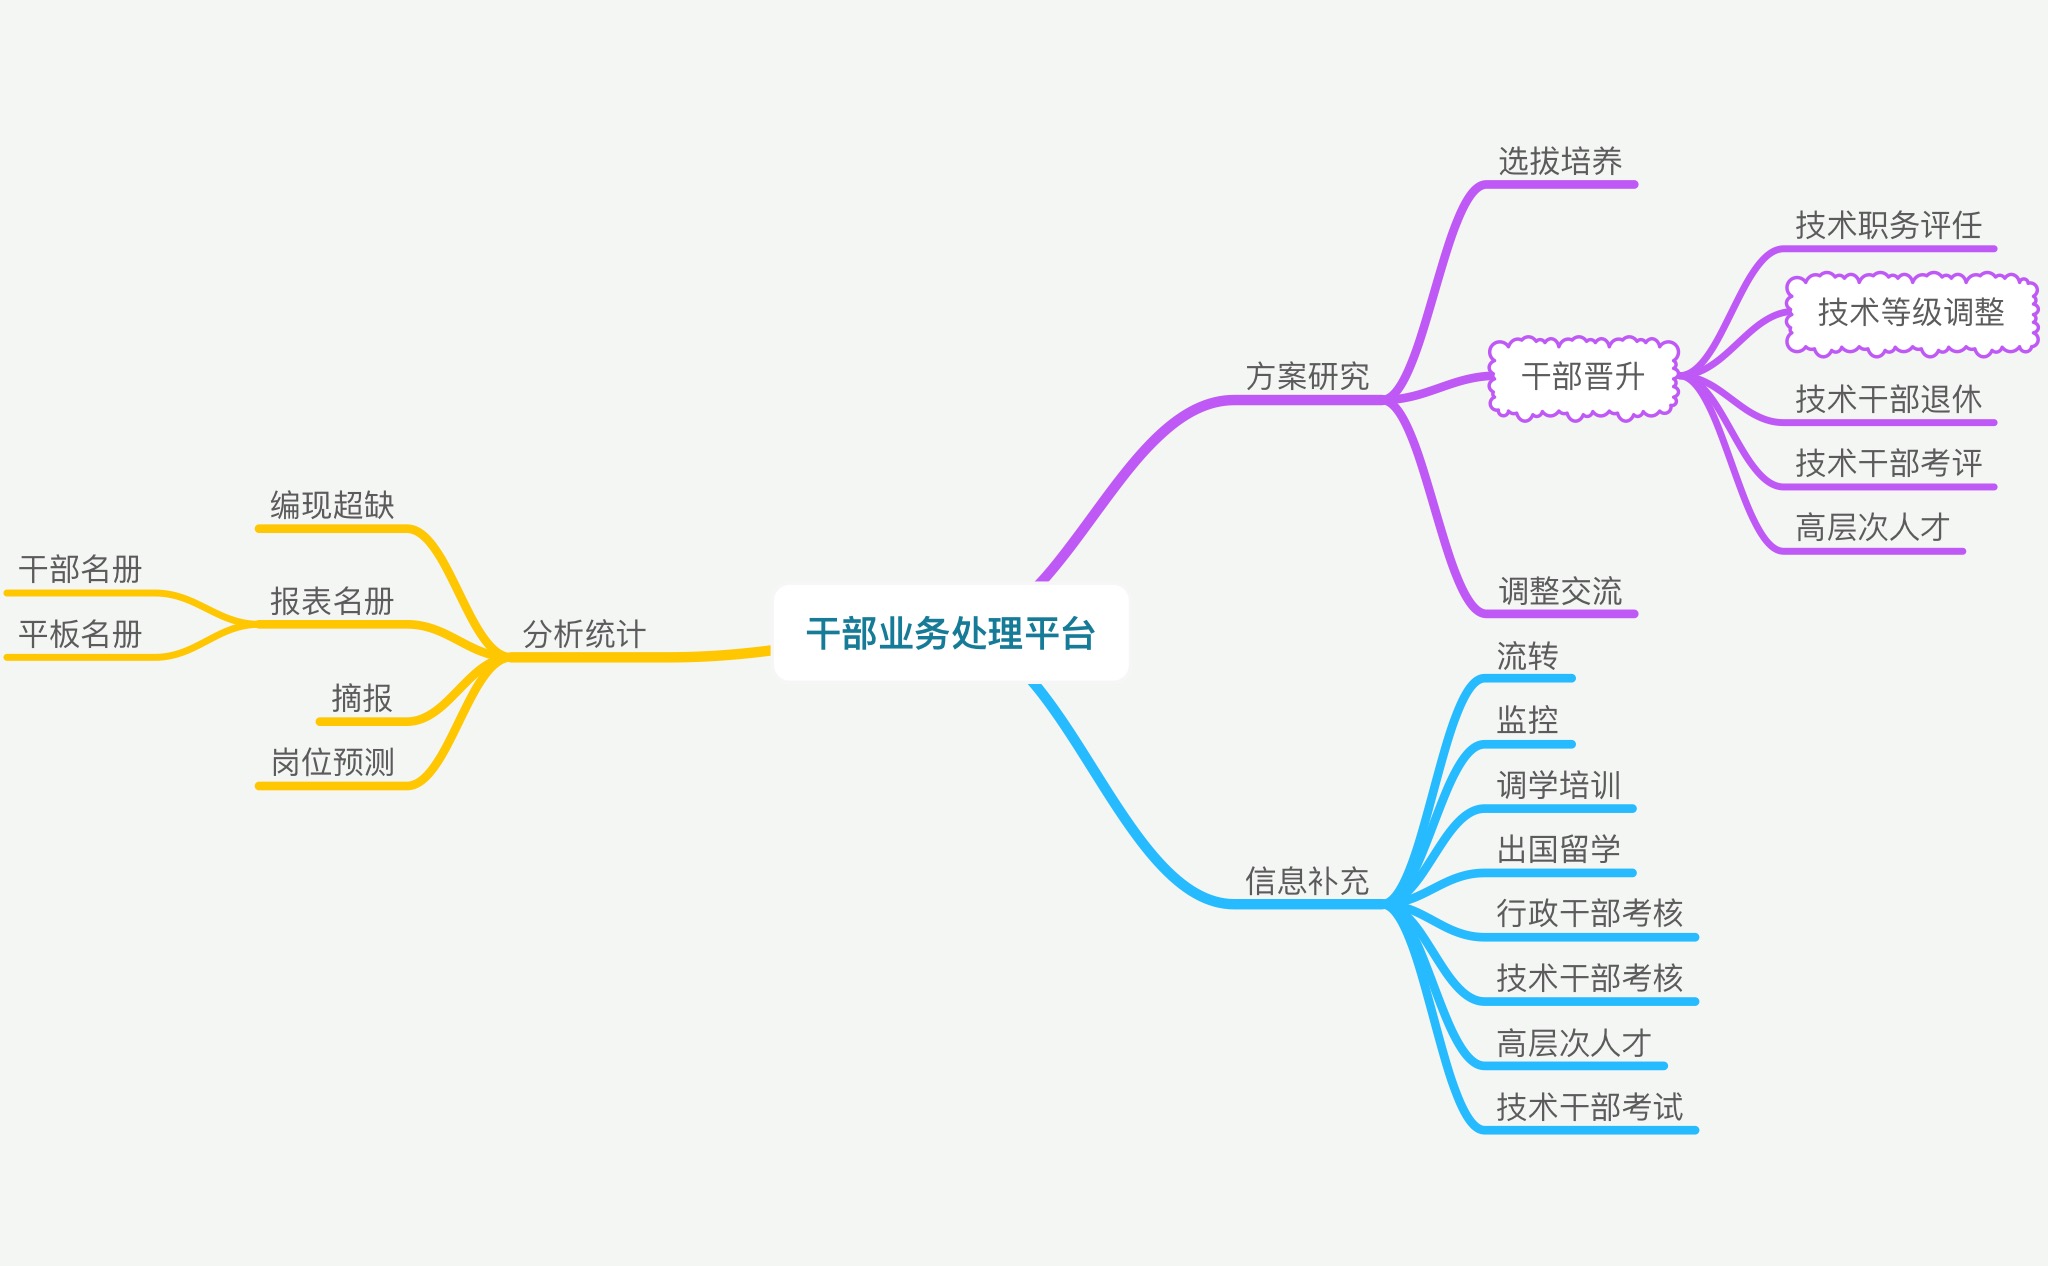 干部业务处理平台
方案研究
选拔培养
干部晋升
技术职务评任
技术等级调整
技术干部退休
技术干部考评
高层次人才
调整交流
信息补充
流转
监控
调学培训
出国留学
行政干部考核
技术干部考核
高层次人才
技术干部考试
分析统计
编现超缺
报表名册
干部名册
平板名册
摘报
岗位预测